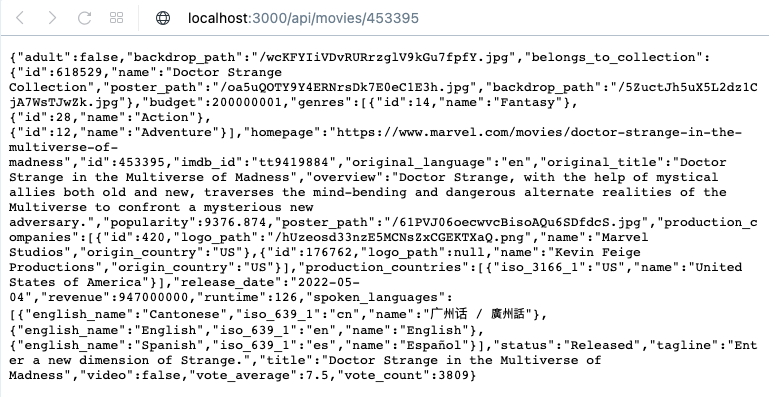 localhost:3000/api/movies/453395
{"adult":false,"backdrop_path":"/wcKFYIiVDvRURrzglV9kGu7fpfY.jpg","belongs_to_collection":
{"id":618529,"name":"Doctor Strange
Collection","poster_path":"/oa5uQOTY9Y4ERNrsDk7E0eC1E3h.jpg","backdrop_path":"/5ZuctJh5uX5L2dz1C
jA7WsTJwZk.jpg"},"budget":200000001,"genres":[{"id":14,"name":"Fantasy"},
{"id":28,"name":"Action"},
{"id":12,"name":"Adventure"}],"homepage":"https://www.marvel.com/movies/doctor-strange-in-the-
multiverse-of-
madness","id":453395,"imdb_id":"tt9419884","original_language":"en","original_title":"Doctor
Strange in the Multiverse of Madness","overview":"Doctor Strange, with the help of mystical
allies both old and new, traverses the mind-bending and dangerous alternate realities of the
Multiverse to confront a mysterious new
adversary.","popularity":9376.874,"poster_path":"/61PVJ06oecwvcBisoAQu6SDfdcS.jpg","production_c
ompanies":[{"id":420,"logo_path":"/hUzeosd33nzE5MCNsZxCGEKTXaQ.png","name":"Marvel
Studios","origin_country":"US"},{"id":176762,"logo_path":null,"name":"Kevin Feige
Productions","origin_country":"US"}],"production_countries":[{"iso_3166_1":"US","name":"United
States of America"}],"release_date":"2022-05-
04","revenue":947000000,"runtime":126,"spoken_languages":
[{"english_name":"Cantonese","iso_639_1":"cn","name":"广州话 / 廣州話"},
{"english_name":"English","iso_639_1":"en","name":"English"},
{"english_name":"Spanish","iso_639_1":"es","name":"Español"}],"status":"Released","tagline":"Ent
er a new dimension of Strange.","title":"Doctor Strange in the Multiverse of
Madness","video":false,"vote_average":7.5,"vote_count":3809}